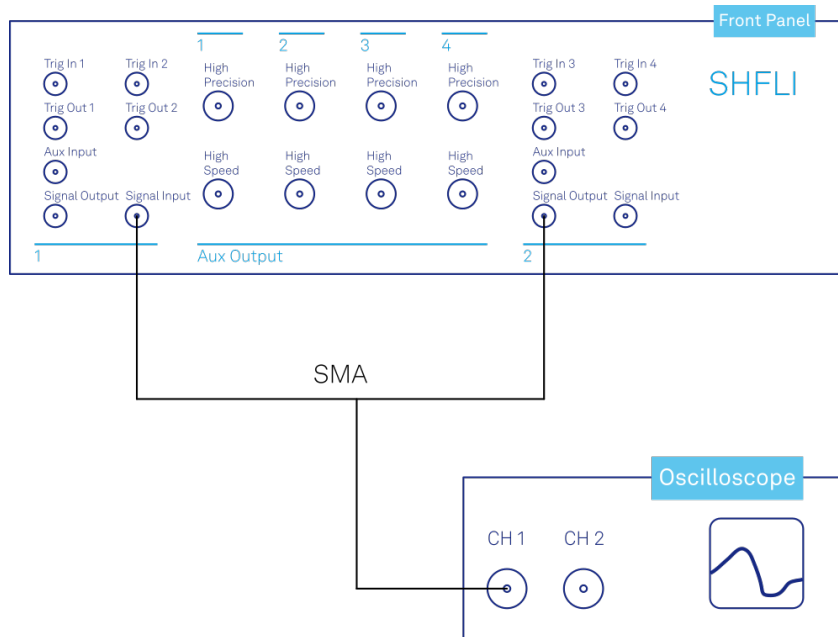 Front Panel
SHFLI
1
2
3
4
Trig In 1
Trig In 2
High
Precision
High
Precision
High
Precision
High
Precision
Trig In 3
Trig In 4
Trig Out 1
Trig Out 2
Trig Out 3
Trig Out 4
Aux Input
High
Speed
High
Speed
High
Speed
High
Speed
Aux Input
Signal Output
Signal Input
Signal Output
Signal Input
1
Aux Output
2
SMA
Oscilloscope
CH 1
CH 2